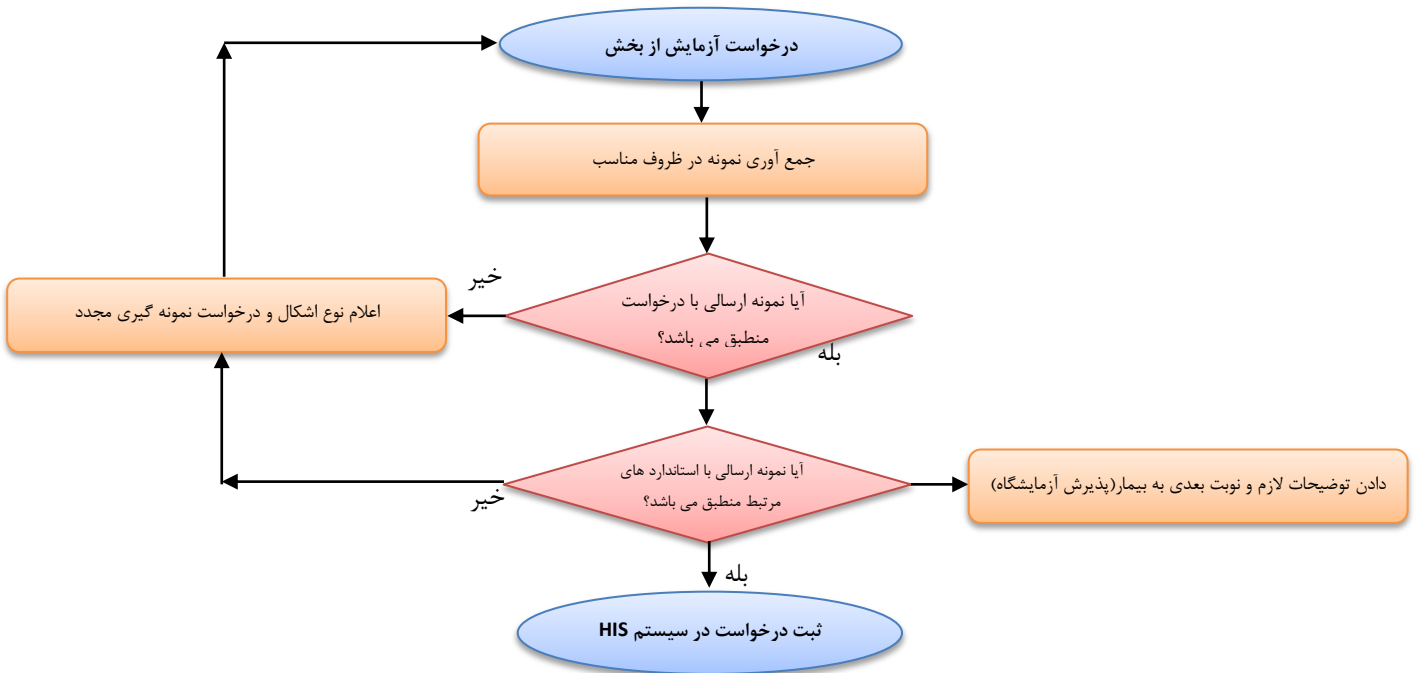 درخواست آزمایش از بخش
جمع آوری نمونه در ظروف مناسب
آیا نمونه ارسالی با درخواست
منطبق می باشد؟
خیر
بله
اعلام نوع اشکال و درخواست نمونه گیری مجدد
آیا نمونه ارسالی با استاندارد های
مرتبط منطبق می باشد؟
خیر
دادن توضیحات لازم و نوبت بعدی به بیمار(پذیرش آزمایشگاه)
بله
ثبت درخواست در سیستم HIS